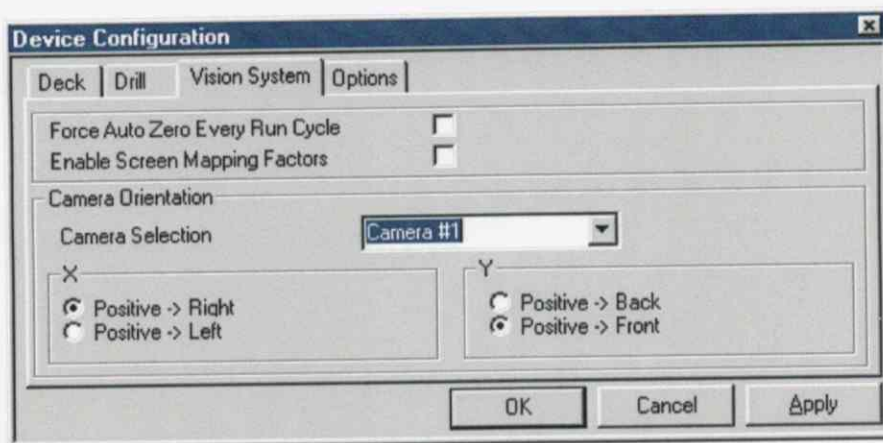 Device Configuration
Deck
Drill
Vision System
Options
Force Auto Zero Every Run Cycle
Enable Screen Mapping Factors
Camera Orientation
Camera Selection
Camera #1
X
Positive -> Right
Positive -> Left
Y
Positive -> Back
Positive -> Front
OK
Cancel
Apply